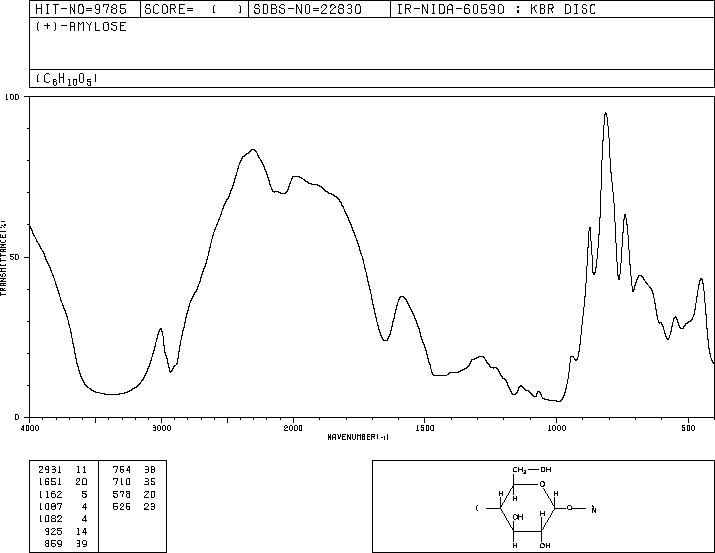 HIT-NO=9785 SCORE= ( ) SDBS-NO=22830 IR-NIDA-60590 : KBR DISC
(+)-AMYLOSE
(C6H10O5)
100
50
0
TRANSMITTANCE(%)
4000 3000 2000 1500 1000 500
WAVENUMBER(-1)
2931 11 764 38
1651 20 710 35
1162 5 578 20
1087 4 526 23
1082 4
925 14
859 39
CH2 OH
H
O
H H
( O N
OH H
H OH